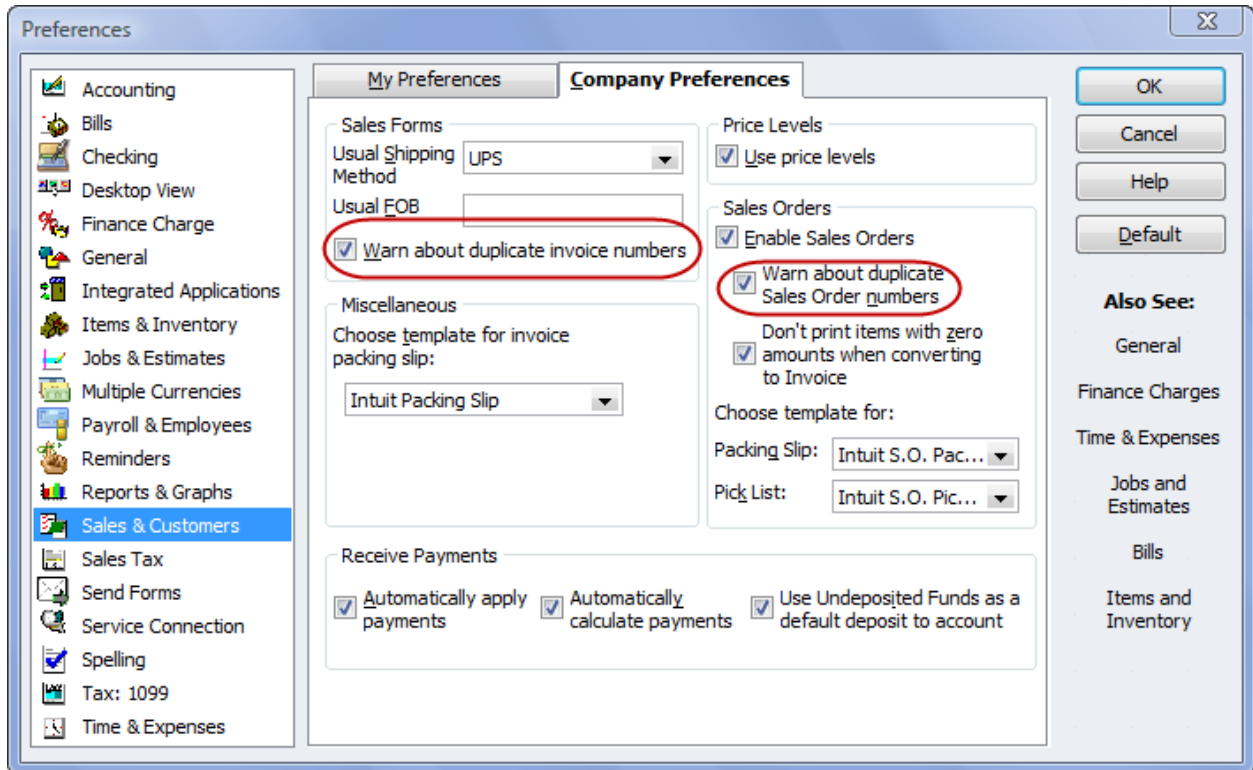 Preferences
Accounting
Bills
Checking
Desktop View
Finance Charge
General
Integrated Applications
Items & Inventory
Jobs & Estimates
Multiple Currencies
Payroll & Employees
Reminders
Reports & Graphs
Sales & Customers
Sales Tax
Send Forms
Service Connection
Spelling
Tax: 1099
Time & Expenses
My Preferences
Company Preferences
Sales Forms
Usual Shipping
Method
UPS
Usual FOB
Warn about duplicate invoice numbers
Miscellaneous
Choose template for invoice
packing slip:
Intuit Packing Slip
Price Levels
Use price levels
Sales Orders
Enable Sales Orders
Warn about duplicate
Sales Order numbers
Don't print items with zero
amounts when converting
to Invoice
Choose template for:
Packing Slip:
Intuit S.O. Pac...
Pick List:
Intuit S.O. Pic...
Receive Payments
Automatically apply
payments
Automatically
calculate payments
Use Undeposited Funds as a
default deposit to account
OK
Cancel
Help
Default
Also See:
General
Finance Charges
Time & Expenses
Jobs and
Estimates
Bills
Items and
Inventory